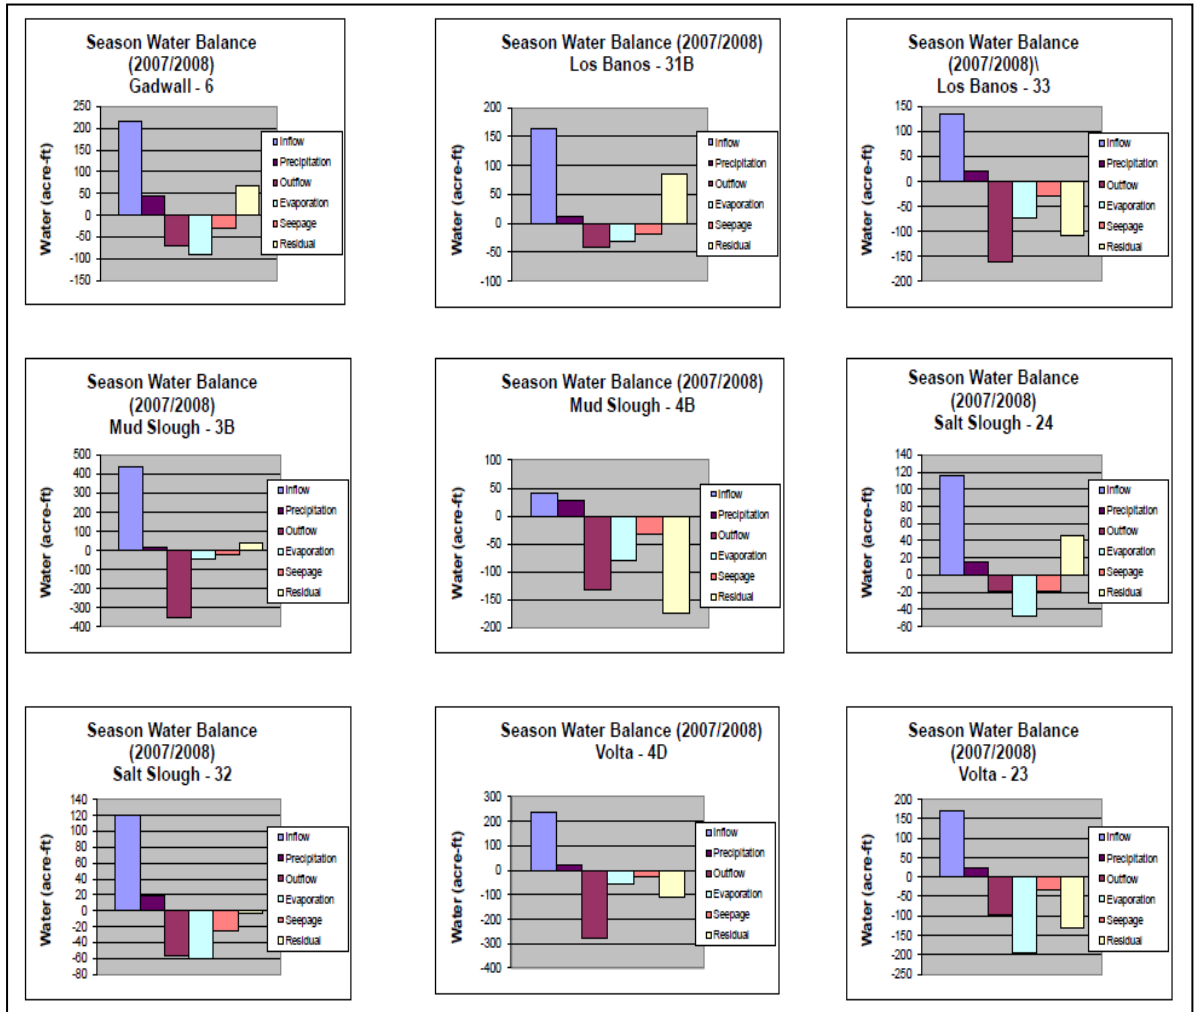 Season Water Balance
(2007/2008)
Gadwall - 6
Water (acre-ft)
250
200
150
100
50
0
-50
-100
-150
Inflow
Precipitation
Outflow
Evaporation
Seepage
Residual
Season Water Balance (2007/2008)
Los Banos - 31B
Water (acre-ft)
200
150
100
50
0
-50
-100
Inflow
Precipitation
Outflow
Evaporation
Seepage
Residual
Season Water Balance
(2007/2008)\
Los Banos - 33
Water (acre-ft)
150
100
50
0
-50
-100
-150
-200
Inflow
Precipitation
Outflow
Evaporation
Seepage
Residual
Season Water Balance
(2007/2008)
Mud Slough - 3B
Water (acre-ft)
500
400
300
200
100
0
-100
-200
-300
-400
Inflow
Precipitation
Outflow
Evaporation
Seepage
Residual
Season Water Balance (2007/2008)
Mud Slough - 4B
Water (acre-ft)
100
50
0
-50
-100
-150
-200
Inflow
Precipitation
Outflow
Evaporation
Seepage
Residual
Season Water Balance
(2007/2008)
Salt Slough - 24
Water (acre-ft)
140
120
100
80
60
40
20
0
-20
-40
-60
Inflow
Precipitation
Outflow
Evaporation
Seepage
Residual
Season Water Balance
(2007/2008)
Salt Slough - 32
Water (acre-ft)
140
120
100
80
60
40
20
0
-20
-40
-60
-80
Inflow
Precipitation
Outflow
Evaporation
Seepage
Residual
Season Water Balance (2007/2008)
Volta - 4D
Water (acre-ft)
300
200
100
0
-100
-200
-300
-400
Inflow
Precipitation
Outflow
Evaporation
Seepage
Residual
Season Water Balance
(2007/2008)
Volta - 23
Water (acre-ft)
200
150
100
50
0
-50
-100
-150
-200
-250
Inflow
Precipitation
Outflow
Evaporation
Seepage
Residual